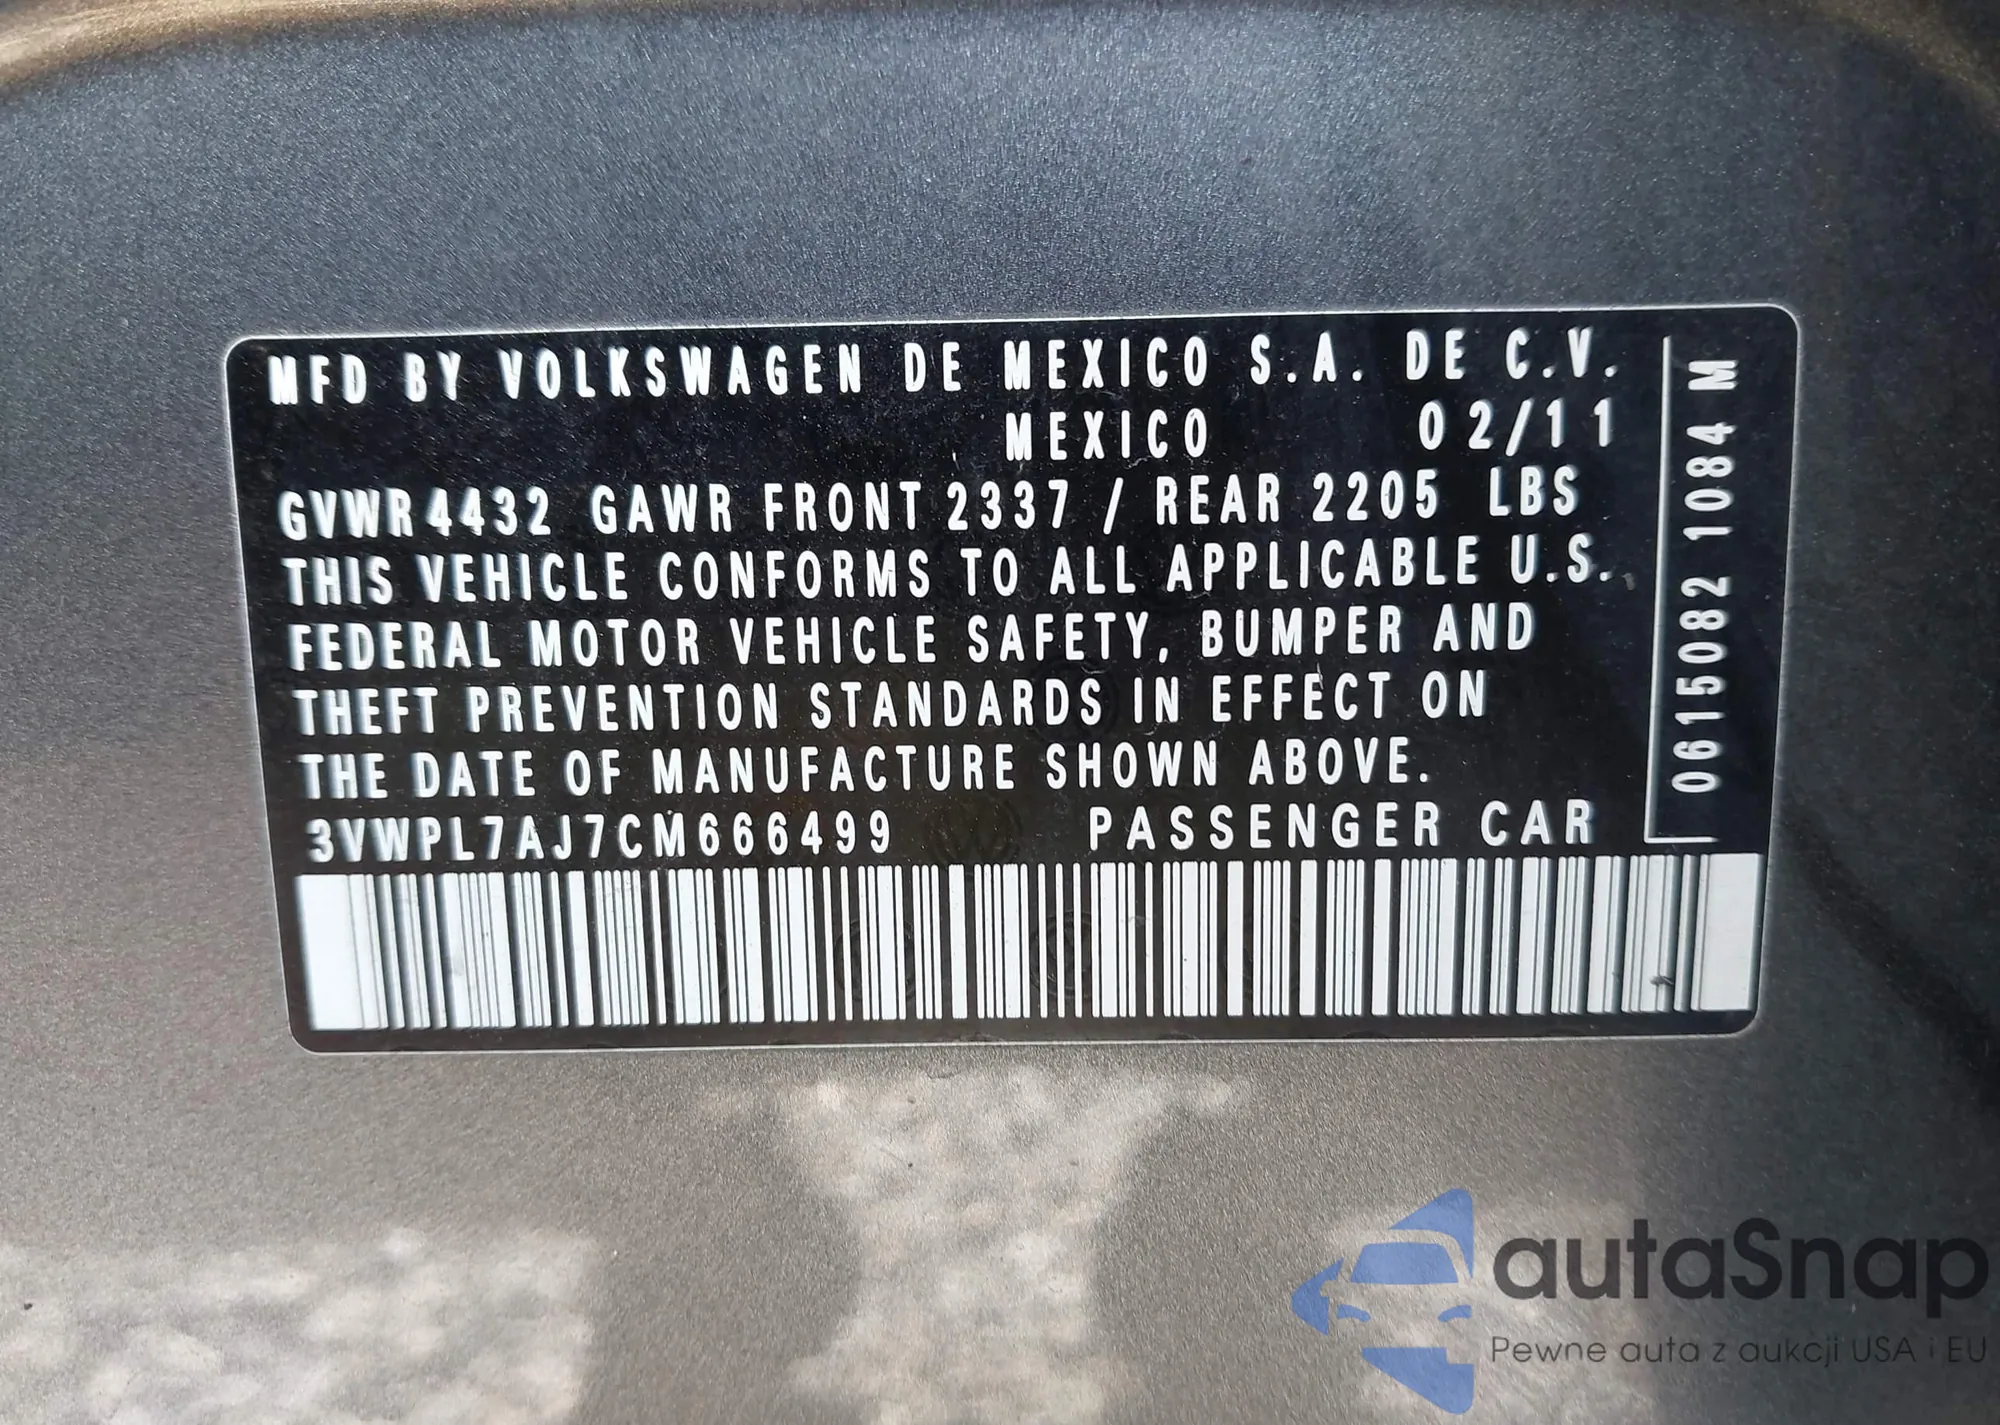 MFD BY VOLKSWAGEN DE MEXICO S.A. DE C.V.
MEXICO 02/11
GVWR 4432 GAWR FRONT 2337 / REAR 2205 LBS
THIS VEHICLE CONFORMS TO ALL APPLICABLE U.S.
FEDERAL MOTOR VEHICLE SAFETY, BUMPER AND
THEFT PREVENTION STANDARDS IN EFFECT ON
THE DATE OF MANUFACTURE SHOWN ABOVE.
3VWPL7AJ7CM666499 PASSENGER CAR
0615082 1084 M
autaSnap
Pewne auta z aukcji USA i EU